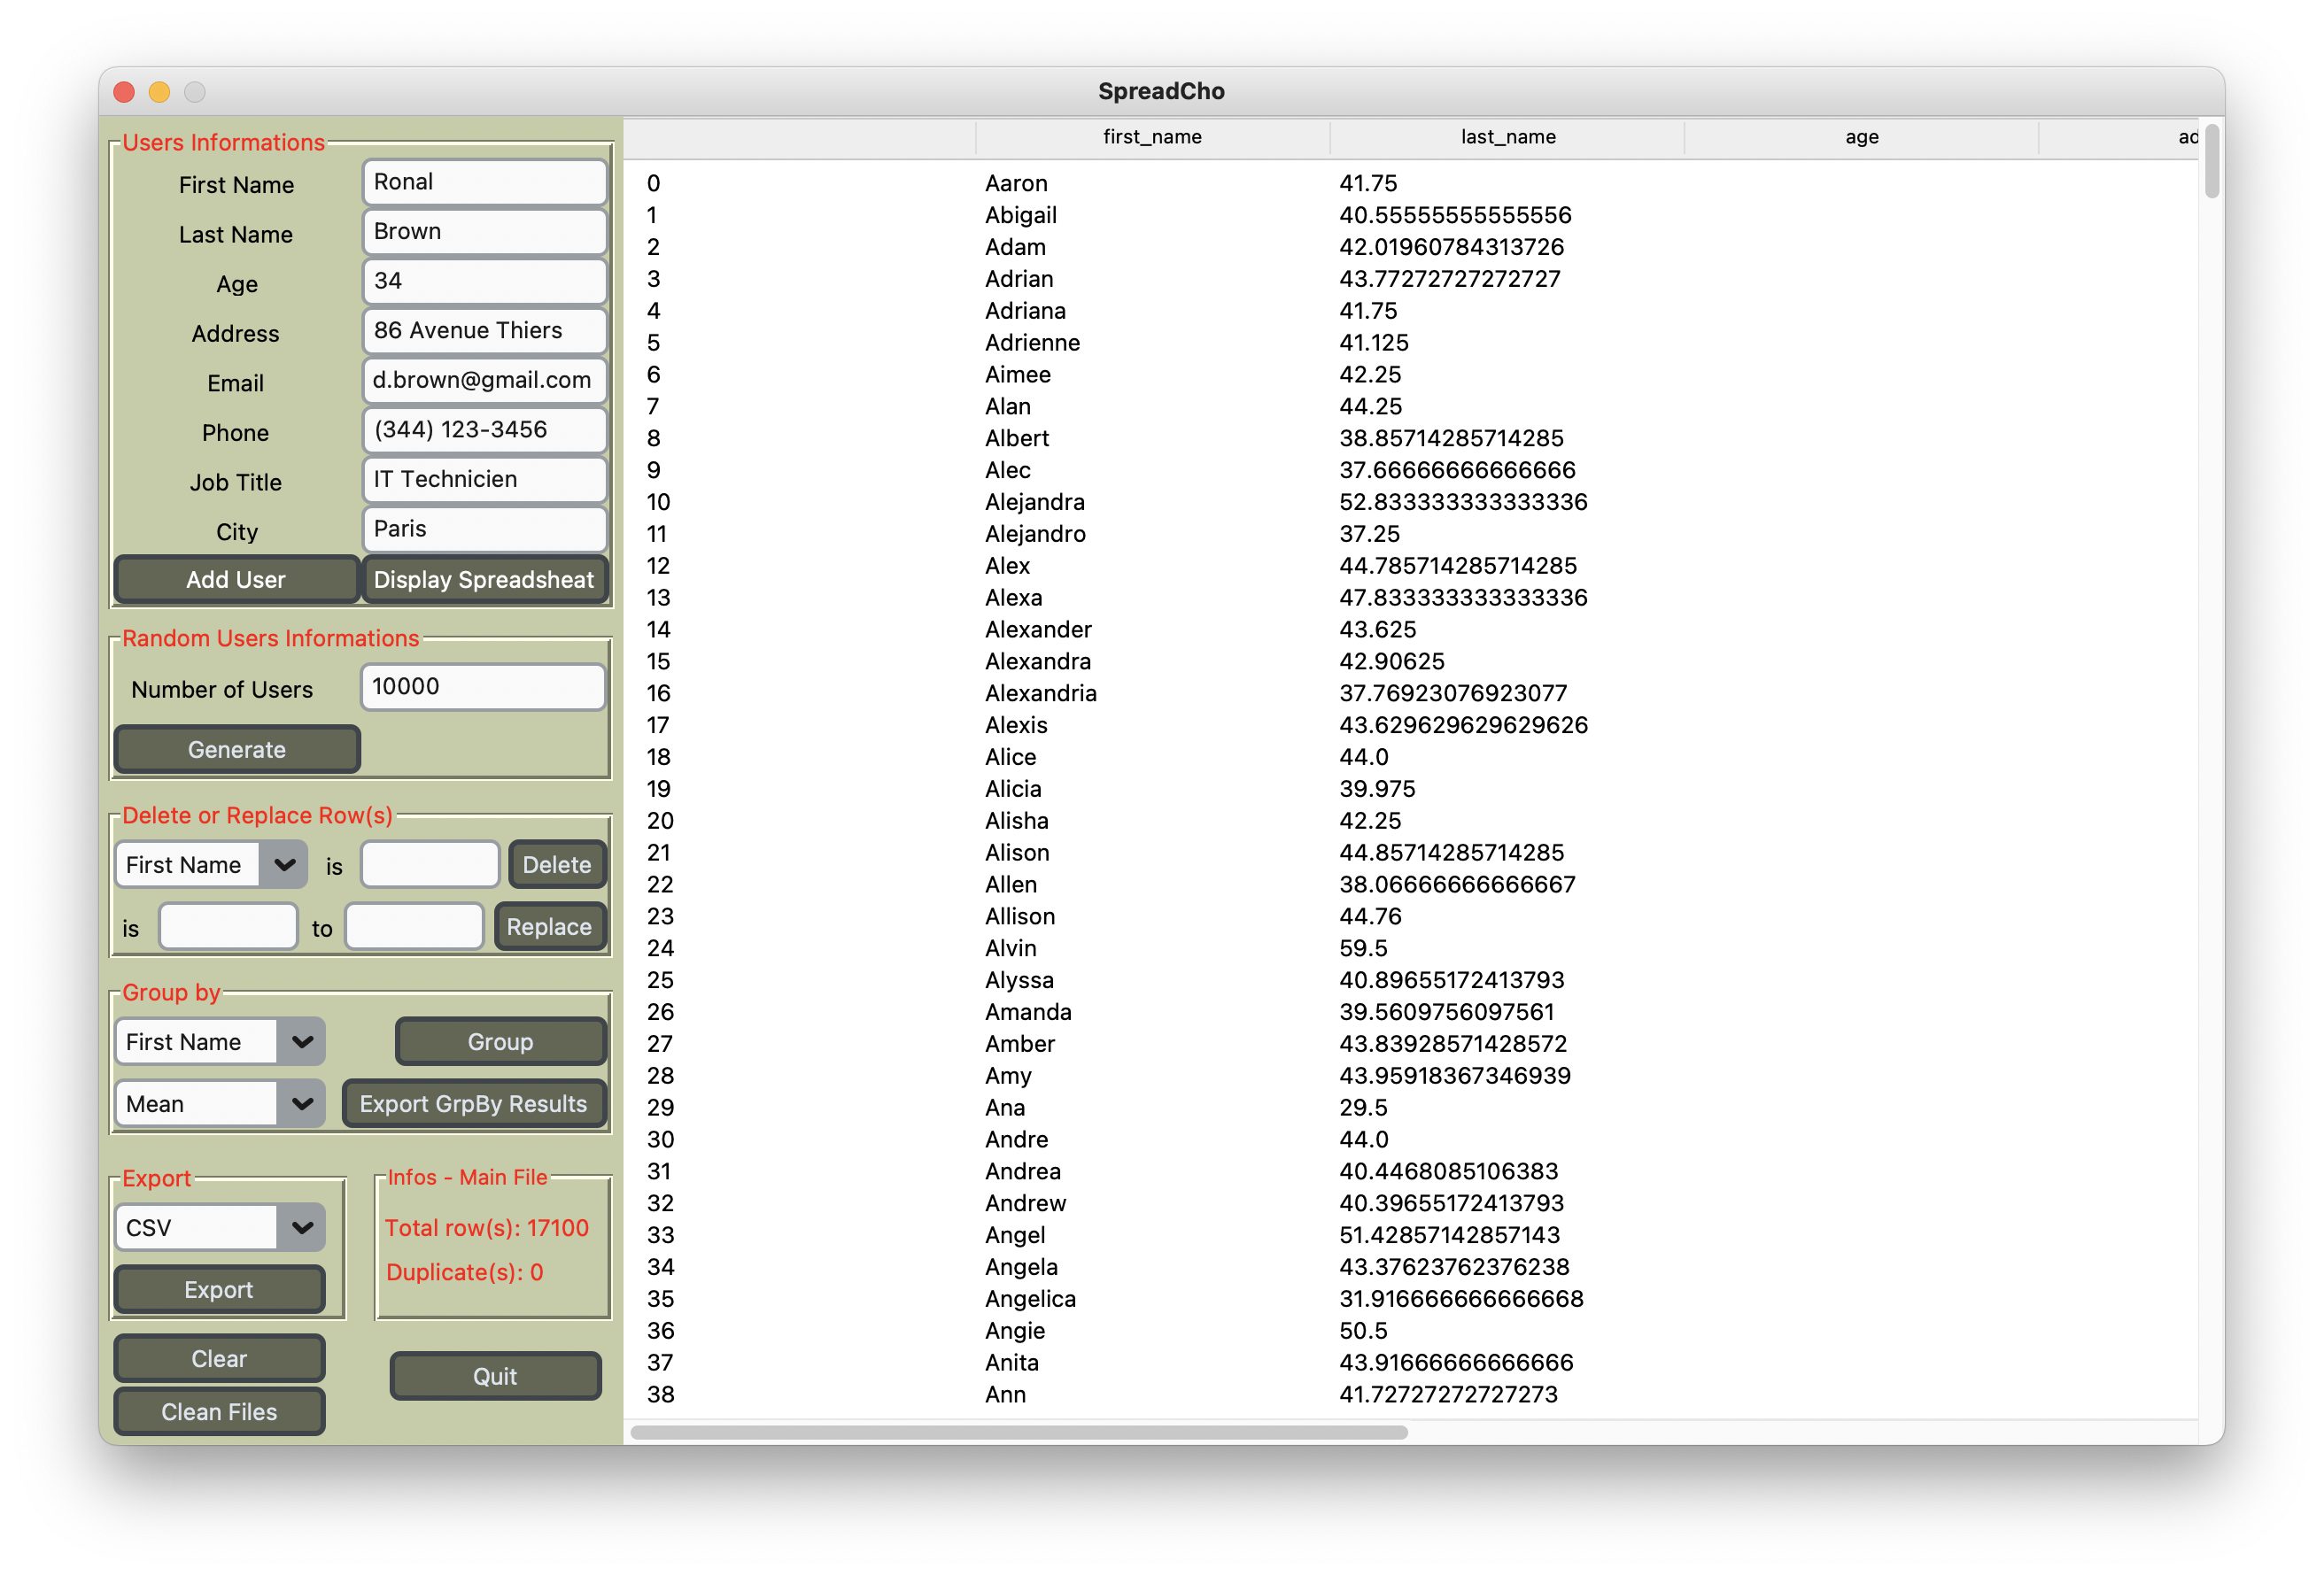 SpreadCho
Users Informations
First Name Ronal
Last Name Brown
Age 34
Address 86 Avenue Thiers
Email d.brown@gmail.com
Phone (344) 123-3456
Job Title IT Technicien
City Paris
Add User Display Spreadsheat
Random Users Informations
Number of Users 10000
Generate
Delete or Replace Row(s)
First Name is Delete
is to Replace
Group by
First Name Group
Mean Export GrpBy Results
Export
CSV
Export
Infos - Main File
Total row(s): 17100
Duplicate(s): 0
Clear
Quit
Clean Files
first_name last_name age ad
0 Aaron 41.75
1 Abigail 40.55555555555556
2 Adam 42.01960784313726
3 Adrian 43.77272727272727
4 Adriana 41.75
5 Adrienne 41.125
6 Aimee 42.25
7 Alan 44.25
8 Albert 38.85714285714285
9 Alec 37.66666666666666
10 Alejandra 52.833333333333336
11 Alejandro 37.25
12 Alex 44.785714285714285
13 Alexa 47.833333333333336
14 Alexander 43.625
15 Alexandra 42.90625
16 Alexandria 37.76923076923077
17 Alexis 43.629629629629626
18 Alice 44.0
19 Alicia 39.975
20 Alisha 42.25
21 Alison 44.85714285714285
22 Allen 38.06666666666667
23 Allison 44.76
24 Alvin 59.5
25 Alyssa 40.89655172413793
26 Amanda 39.5609756097561
27 Amber 43.83928571428572
28 Amy 43.95918367346939
29 Ana 29.5
30 Andre 44.0
31 Andrea 40.4468085106383
32 Andrew 40.39655172413793
33 Angel 51.42857142857143
34 Angela 43.37623762376238
35 Angelica 31.916666666666668
36 Angie 50.5
37 Anita 43.91666666666666
38 Ann 41.72727272727273